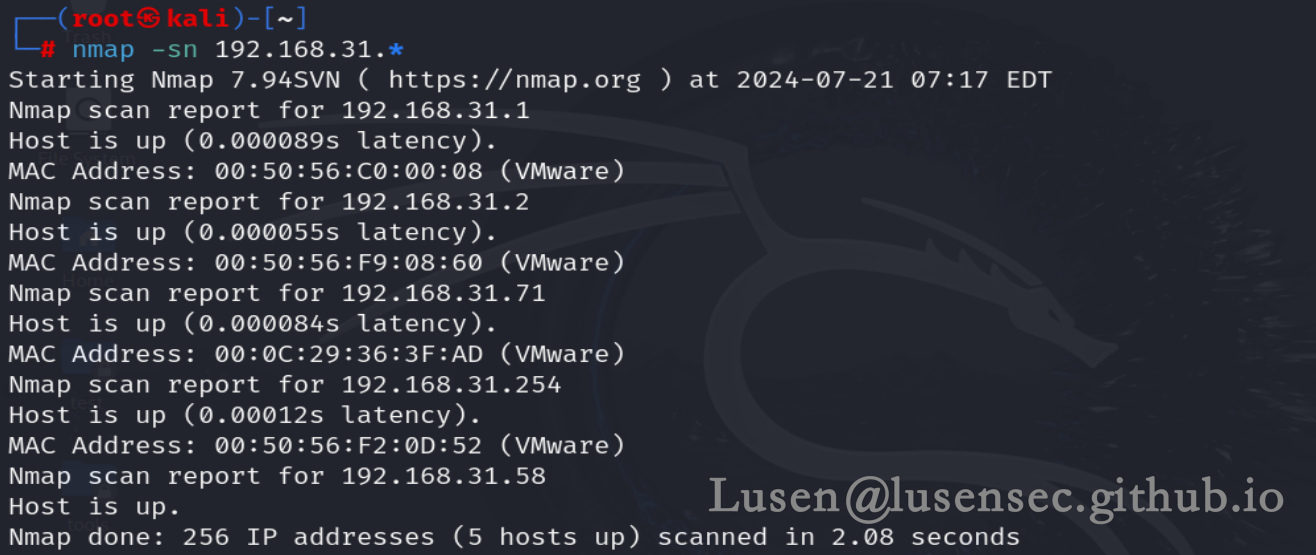 ┌──(root㉿kali)-[~]
└─# nmap -sn 192.168.31.*
Starting Nmap 7.94SVN ( https://nmap.org ) at 2024-07-21 07:17 EDT
Nmap scan report for 192.168.31.1
Host is up (0.000089s latency).
MAC Address: 00:50:56:C0:00:08 (VMware)
Nmap scan report for 192.168.31.2
Host is up (0.000055s latency).
MAC Address: 00:50:56:F9:08:60 (VMware)
Nmap scan report for 192.168.31.71
Host is up (0.000084s latency).
MAC Address: 00:0C:29:36:3F:AD (VMware)
Nmap scan report for 192.168.31.254
Host is up (0.00012s latency).
MAC Address: 00:50:56:F2:0D:52 (VMware)
Nmap scan report for 192.168.31.58
Host is up.
Nmap done: 256 IP addresses (5 hosts up) scanned in 2.08 seconds
Lusen@lusensec.github.io
Trash
File System
Home